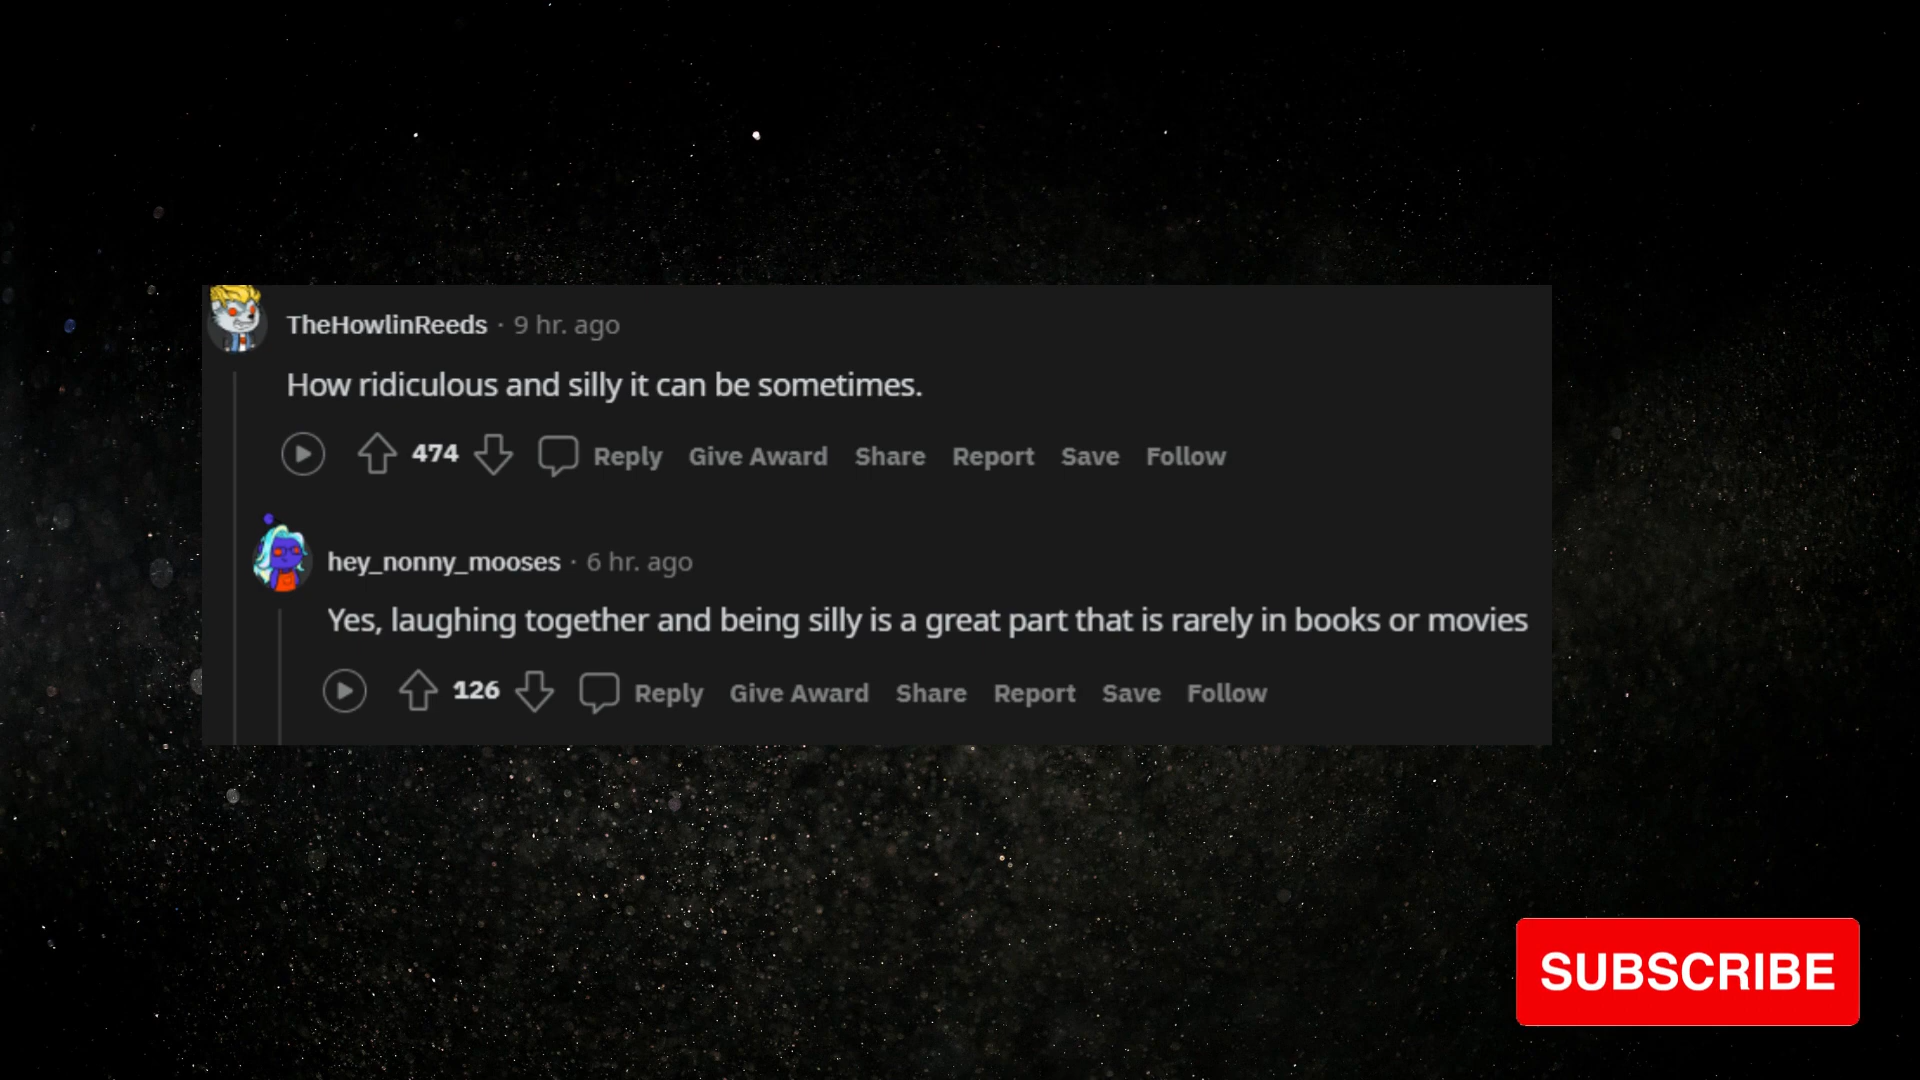 TheHowlinReeds · 9 hr. ago
How ridiculous and silly it can be sometimes.
474 Reply Give Award Share Report Save Follow
hey_nonny_mooses · 6 hr. ago
Yes, laughing together and being silly is a great part that is rarely in books or movies
126 Reply Give Award Share Report Save Follow
SUBSCRIBE